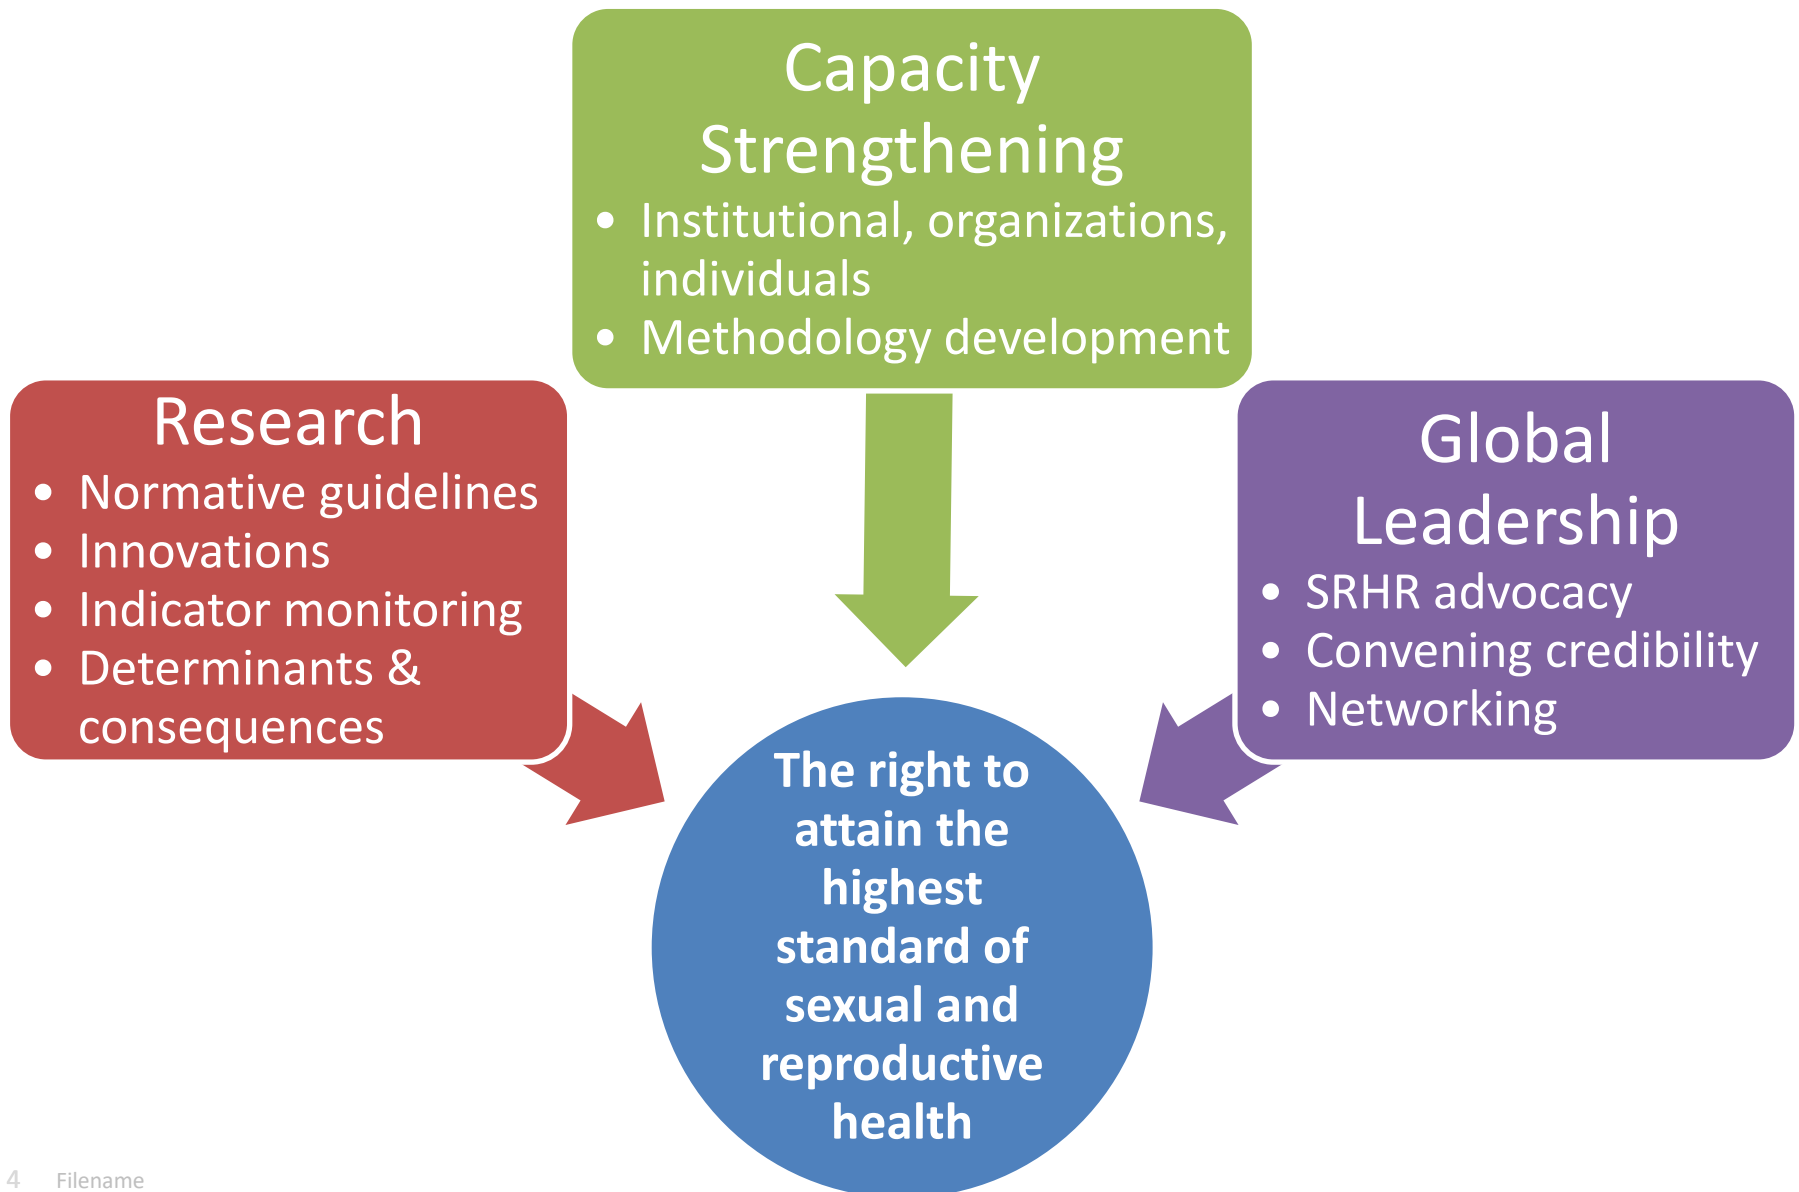 Capacity
Strengthening
• Institutional, organizations,
individuals
• Methodology development
Research
• Normative guidelines
• Innovations
• Indicator monitoring
• Determinants &
consequences
Global
Leadership
• SRHR advocacy
• Convening credibility
• Networking
The right to
attain the
highest
standard of
sexual and
reproductive
health
4 Filename